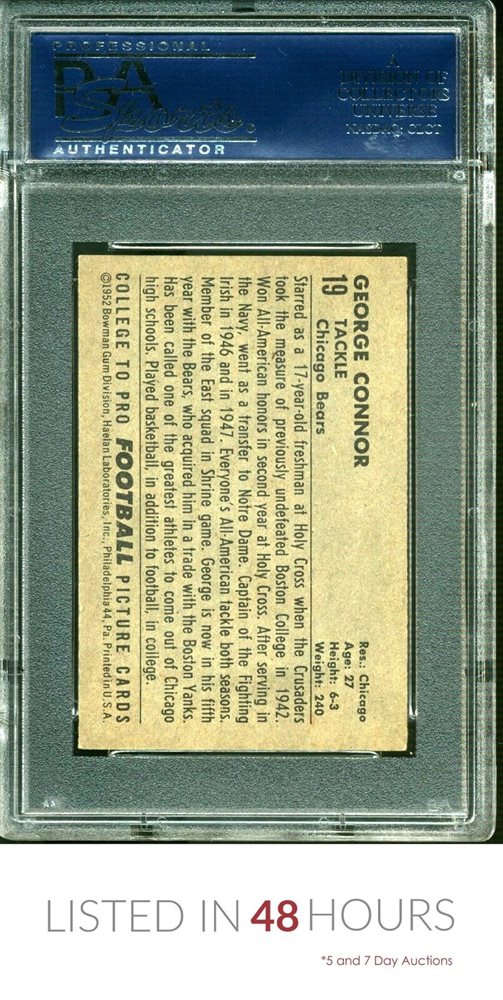 PROFESSIONAL
PSA
Sports
AUTHENTICATOR
A
DIVISION OF
COLLECTORS
UNIVERSE
NASDAQ: CLCT
GEORGE CONNOR
19 TACKLE
Chicago Bears
Res.: Chicago
Age: 27
Height: 6-3
Weight: 240
Starred as a 17-year-old freshman at Holy Cross when the Crusaders
took the measure of previously undefeated Boston College in 1942.
Won All-American honors in second year at Holy Cross. After serving in
the Navy, went as a transfer to Notre Dame. Captain of the Fighting
Irish in 1946 and in 1947. Everyone's All-American tackle both seasons.
Member of the East squad in Shrine game. George is now in his fifth
year with the Bears, who acquired him in a trade with the Boston Yanks.
Has been called one of the greatest athletes to come out of Chicago
high schools. Played basketball, in addition to football, in college.
COLLEGE TO PRO FOOTBALL PICTURE CARDS
©1952 Bowman Gum Division, Haelan Laboratories, Inc., Philadelphia 44, Pa. Printed in U.S.A.
LISTED IN 48 HOURS
*5 and 7 Day Auctions